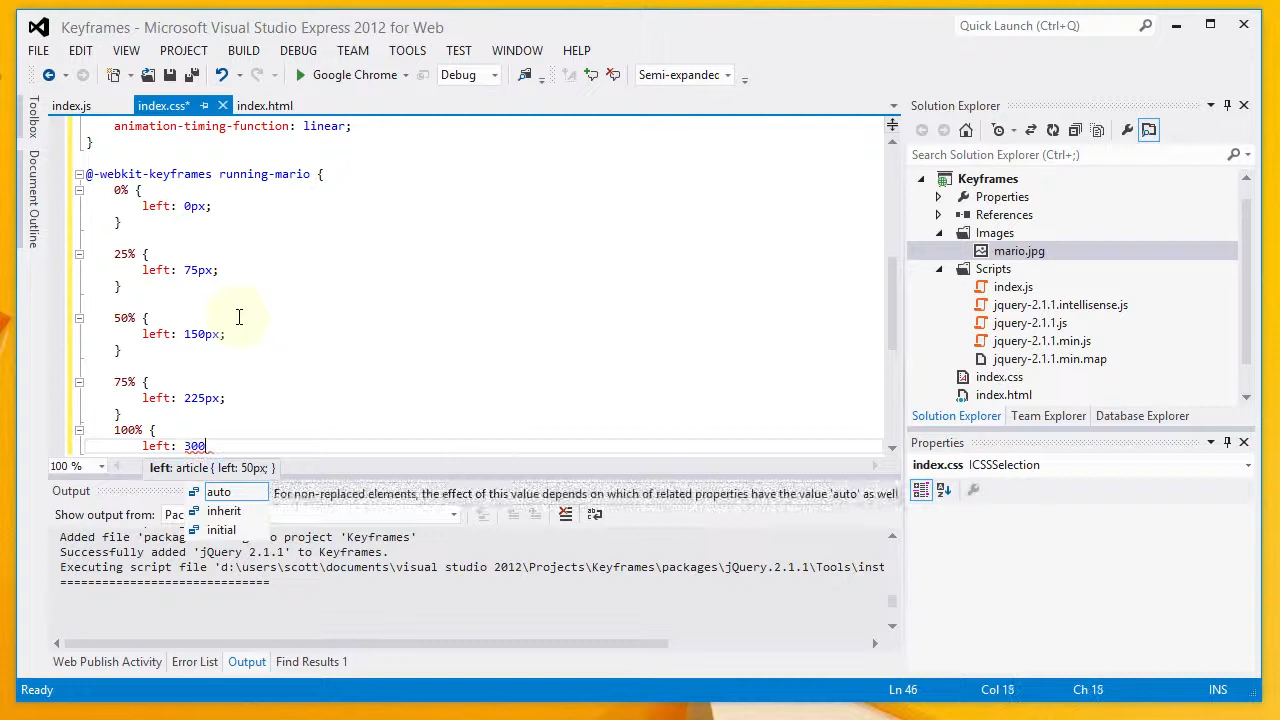 Keyframes - Microsoft Visual Studio Express 2012 for Web
Quick Launch (Ctrl+Q)
FILE EDIT VIEW PROJECT BUILD DEBUG TEAM TOOLS TEST WINDOW HELP
Google Chrome Debug Semi-expandec
Toolbox
Document Outline
index.js index.css* index.html
animation-timing-function: linear;
}
@-webkit-keyframes running-mario {
0% {
left: 0px;
}
25% {
left: 75px;
}
50% {
left: 150px;
}
75% {
left: 225px;
}
100% {
left: 300
100 %
left: article { left: 50px; }
auto
inherit
initial
For non-replaced elements, the effect of this value depends on which of related properties have the value 'auto' as well
Output
Show output from: Pac
Added file 'packag to project 'Keyframes'
Successfully added 'jQuery 2.1.1' to Keyframes.
Executing script file 'd:\users\scott\documents\visual studio 2012\Projects\Keyframes\packages\jQuery.2.1.1\Tools\inst
==============================
Web Publish Activity Error List Output Find Results 1
Solution Explorer
Search Solution Explorer (Ctrl+;)
Keyframes
Properties
References
Images
mario.jpg
Scripts
index.js
jquery-2.1.1.intellisense.js
jquery-2.1.1.js
jquery-2.1.1.min.js
jquery-2.1.1.min.map
index.css
index.html
Solution Explorer Team Explorer Database Explorer
Properties
index.css ICSSSelection
Ready Ln 46 Col 15 Ch 15 INS